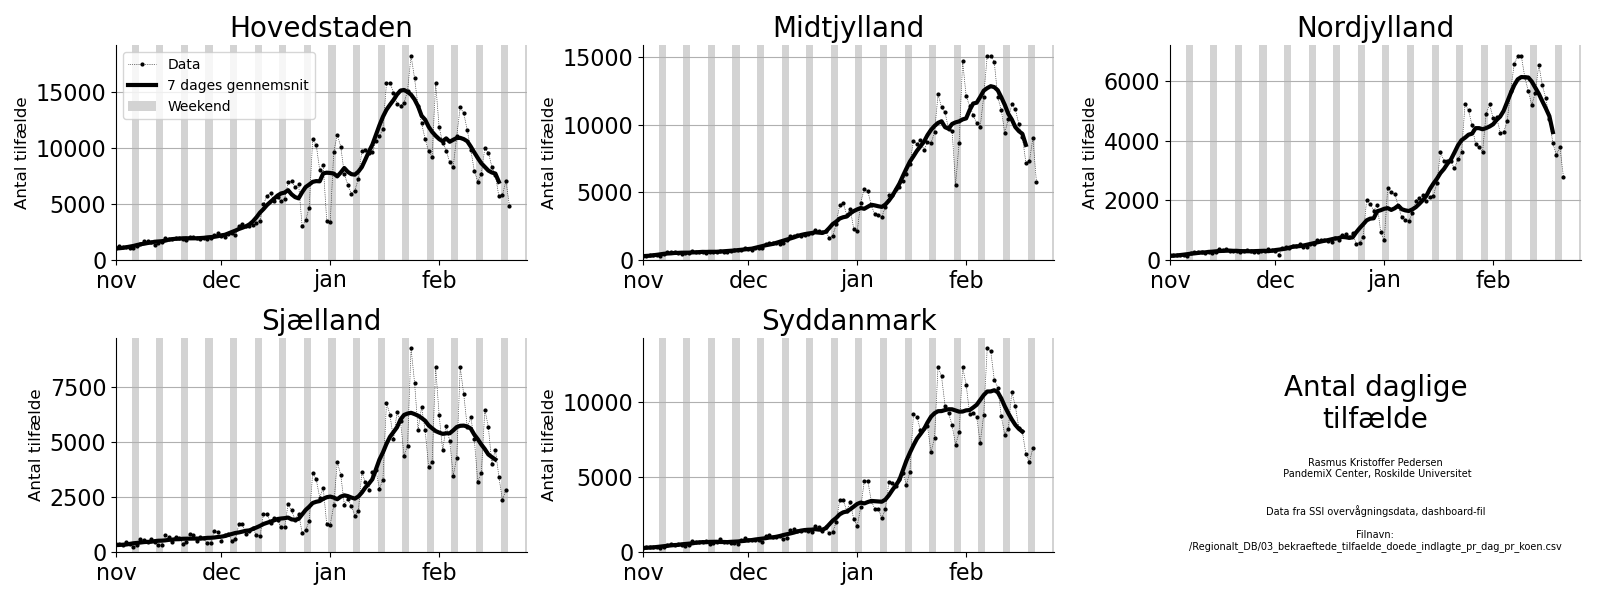 Hovedstaden
Antal tilfælde
15000
10000
5000
0
nov
dec
jan
feb
Data
7 dages gennemsnit
Weekend
Midtjylland
Antal tilfælde
15000
10000
5000
0
nov
dec
jan
feb
Nordjylland
Antal tilfælde
6000
4000
2000
0
nov
dec
jan
feb
Sjælland
Antal tilfælde
7500
5000
2500
0
nov
dec
jan
feb
Syddanmark
Antal tilfælde
10000
5000
0
nov
dec
jan
feb
Antal daglige
tilfælde
Rasmus Kristoffer Pedersen
PandemiX Center, Roskilde Universitet
Data fra SSI overvågningsdata, dashboard-fil
Filnavn:
/Regionalt_DB/03_bekraeftede_tilfaelde_doede_indlagte_pr_dag_pr_koen.csv